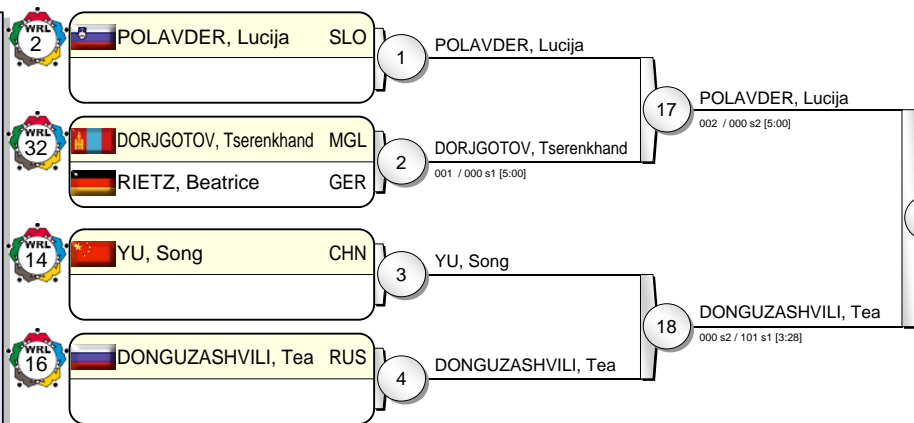 WRL 2 POLAVDER, Lucija SLO
1 POLAVDER, Lucija
17 POLAVDER, Lucija
002 / 000 s2 [5:00]
WRL 32 DORJGOTOV, Tserenkhand MGL
RIETZ, Beatrice GER
2 DORJGOTOV, Tserenkhand
001 / 000 s1 [5:00]
WRL 14 YU, Song CHN
3 YU, Song
18 DONGUZASHVILI, Tea
000 s2 / 101 s1 [3:28]
WRL 16 DONGUZASHVILI, Tea RUS
4 DONGUZASHVILI, Tea